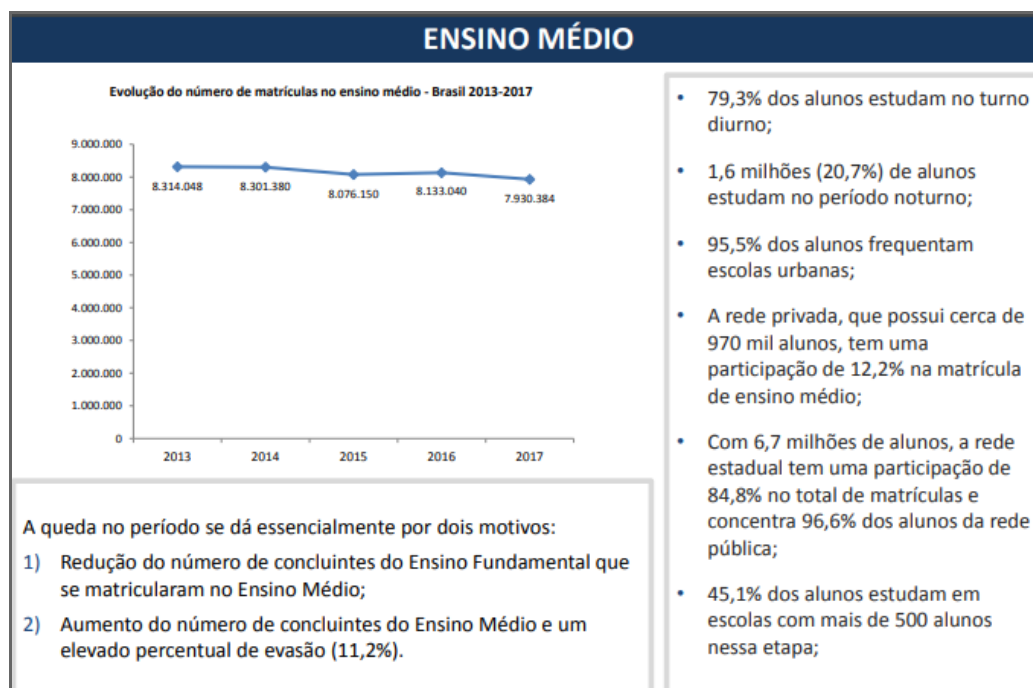 ENSINO MÉDIO
Evolução do número de matrículas no ensino médio - Brasil 2013-2017
9.000.000
8.000.000
7.000.000
6.000.000
5.000.000
4.000.000
3.000.000
2.000.000
1.000.000
0
8.314.048
8.301.380
8.076.150
8.133.040
7.930.384
2013
2014
2015
2016
2017
A queda no período se dá essencialmente por dois motivos:
1) Redução do número de concluintes do Ensino Fundamental que
se matricularam no Ensino Médio;
2) Aumento do número de concluintes do Ensino Médio e um
elevado percentual de evasão (11,2%).
• 79,3% dos alunos estudam no turno
diurno;
• 1,6 milhões (20,7%) de alunos
estudam no período noturno;
• 95,5% dos alunos frequentam
escolas urbanas;
• A rede privada, que possui cerca de
970 mil alunos, tem uma
participação de 12,2% na matrícula
de ensino médio;
• Com 6,7 milhões de alunos, a rede
estadual tem uma participação de
84,8% no total de matrículas e
concentra 96,6% dos alunos da rede
pública;
• 45,1% dos alunos estudam em
escolas com mais de 500 alunos
nessa etapa;